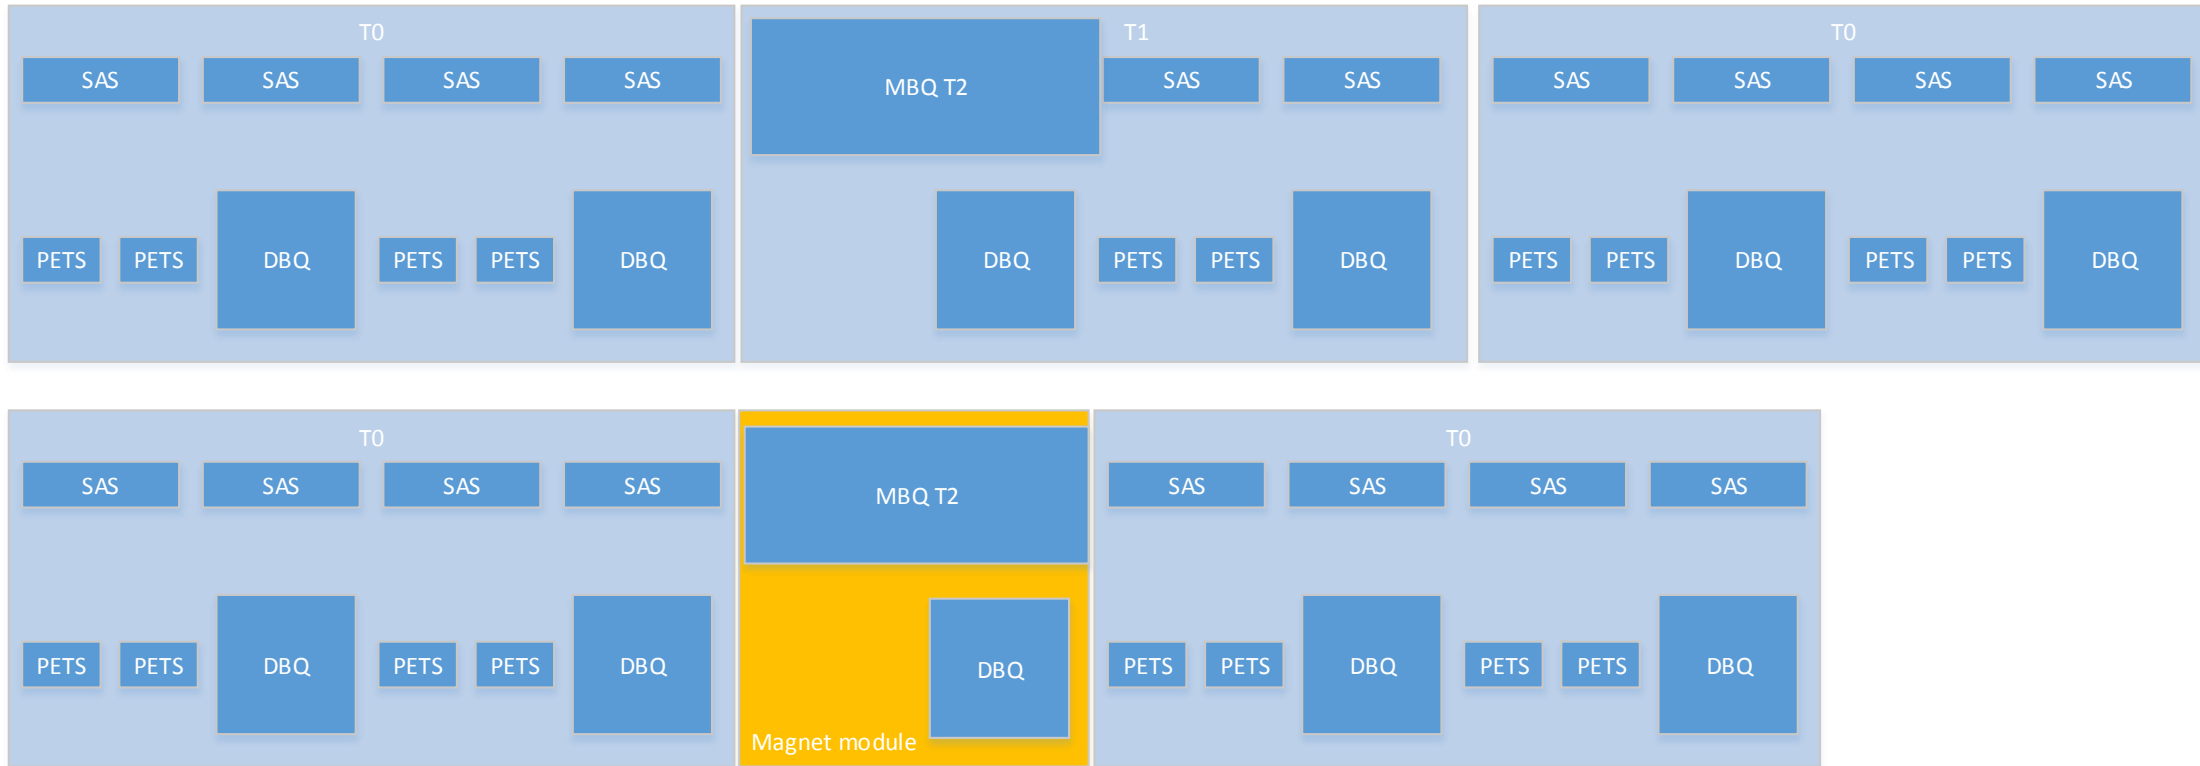 T0 T1 T0
SAS SAS SAS SAS MBQ T2 SAS SAS SAS SAS SAS SAS
PETS PETS DBQ PETS PETS DBQ DBQ PETS PETS DBQ PETS PETS DBQ PETS PETS DBQ
T0 T0
SAS SAS SAS SAS MBQ T2 SAS SAS SAS SAS
PETS PETS DBQ PETS PETS DBQ DBQ PETS PETS DBQ PETS PETS DBQ
Magnet module